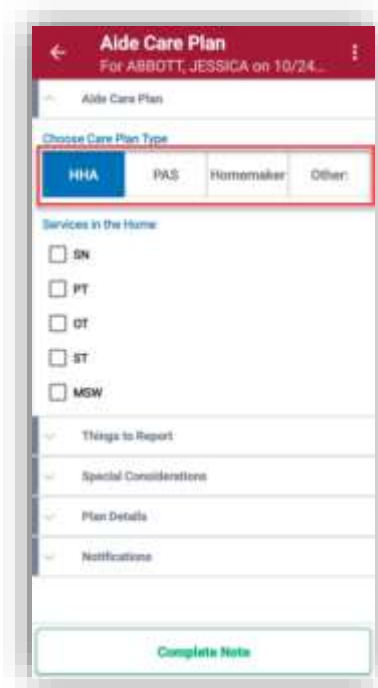 Aide Care Plan
For ABBOTT, JESSICA on 10/24...
Aide Care Plan
Choose Care Plan Type
HHA PAS Homemaker Other:
Services in the Home
SN
PT
OT
ST
MSW
Things to Report
Special Considerations
Plan Details
Notifications
Complete Note